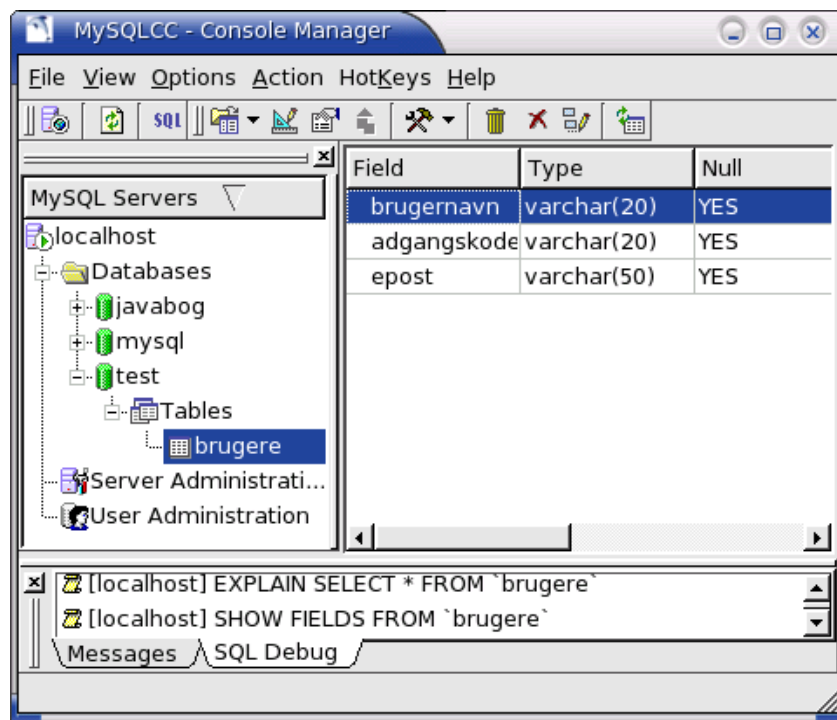 MySQLCC - Console Manager
File View Options Action HotKeys Help
SQL
MySQL Servers
localhost
Databases
javabog
mysql
test
Tables
brugere
Server Administrati...
User Administration
Field Type Null
brugernavn varchar(20) YES
adgangskode varchar(20) YES
epost varchar(50) YES
[localhost] EXPLAIN SELECT * FROM `brugere`
[localhost] SHOW FIELDS FROM `brugere`
Messages SQL Debug